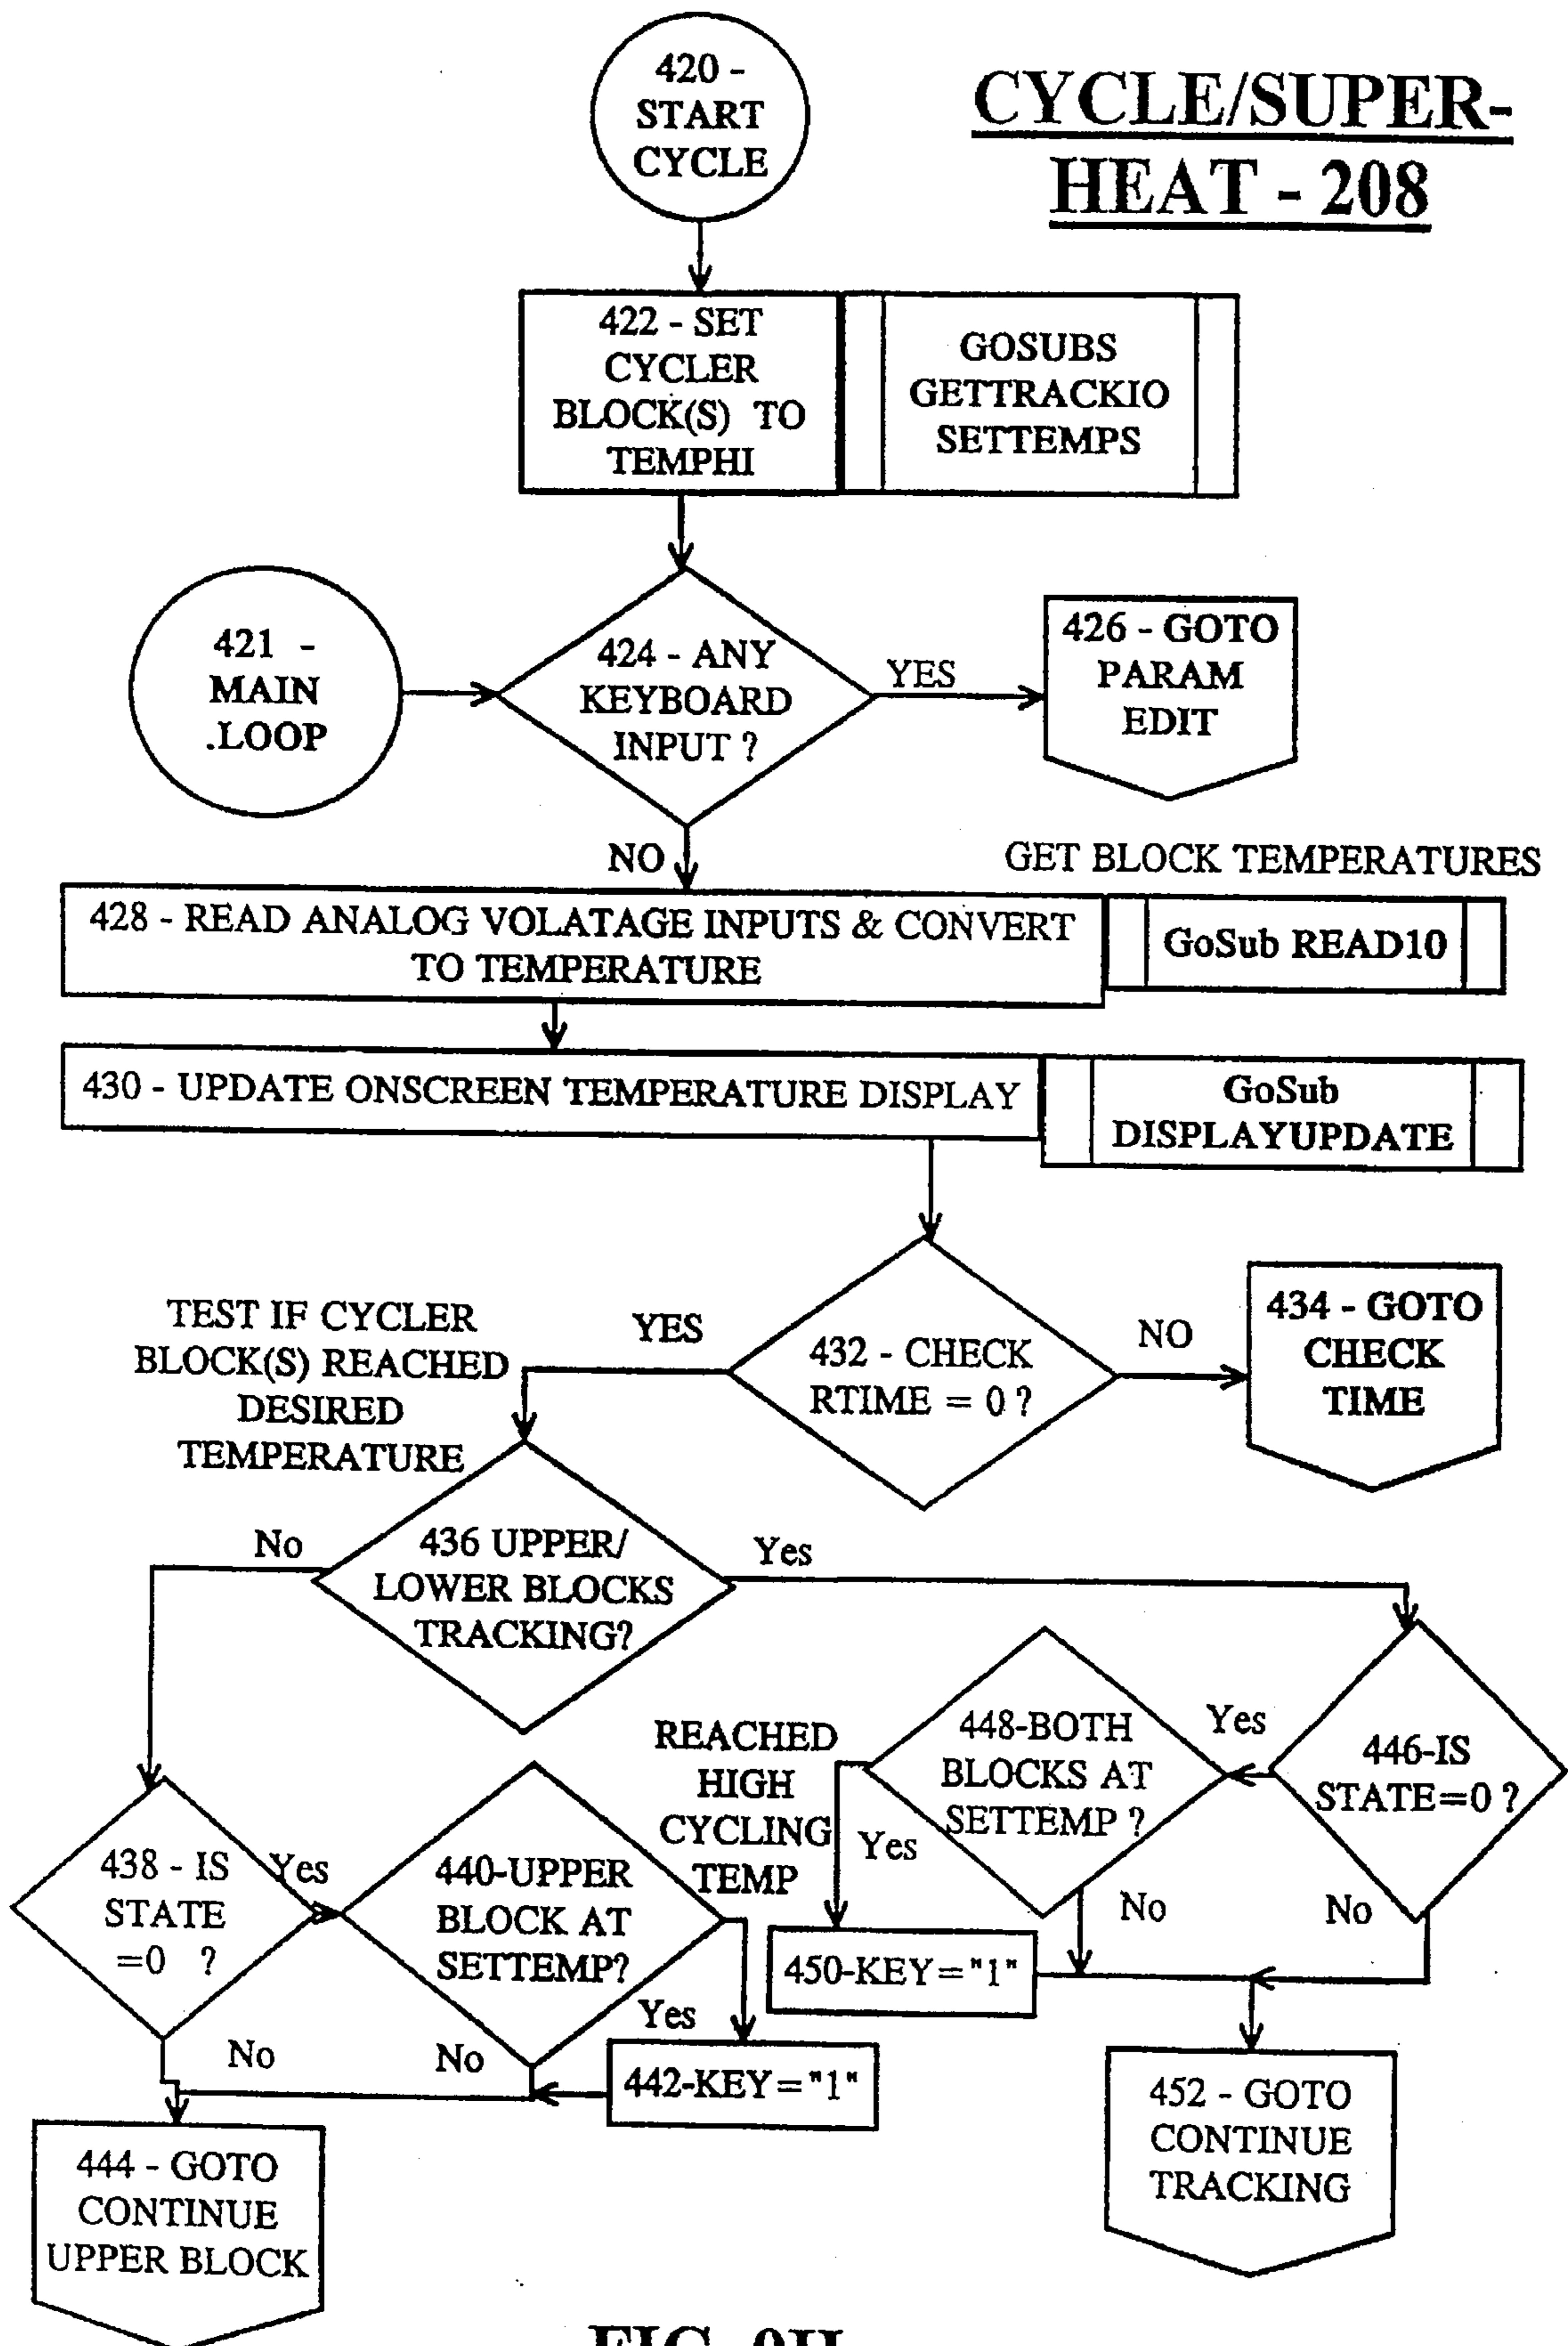 420 -
START
CYCLE
CYCLE/SUPER-
HEAT - 208
422 - SET
CYCLER
BLOCK(S) TO
TEMPHI
GOSUBS
GETTRACKIO
SETTEMPS
421 -
MAIN
.LOOP
424 - ANY
KEYBOARD
INPUT ?
YES
426 - GOTO
PARAM
EDIT
NO
GET BLOCK TEMPERATURES
428 - READ ANALOG VOLATAGE INPUTS & CONVERT
TO TEMPERATURE
GoSub READ10
430 - UPDATE ONSCREEN TEMPERATURE DISPLAY
GoSub
DISPLAYUPDATE
TEST IF CYCLER
BLOCK(S) REACHED
DESIRED
TEMPERATURE
YES
432 - CHECK
RTIME = 0 ?
NO
434 - GOTO
CHECK
TIME
No
436 UPPER/
LOWER BLOCKS
TRACKING?
Yes
438 - IS
STATE
=0 ?
Yes
440-UPPER
BLOCK AT
SETTEMP?
REACHED
HIGH
CYCLING
TEMP
448-BOTH
BLOCKS AT
SETTEMP ?
Yes
446-IS
STATE=0 ?
Yes
No
No
450-KEY="1"
No
No
Yes
442-KEY="1"
444 - GOTO
CONTINUE
UPPER BLOCK
452 - GOTO
CONTINUE
TRACKING